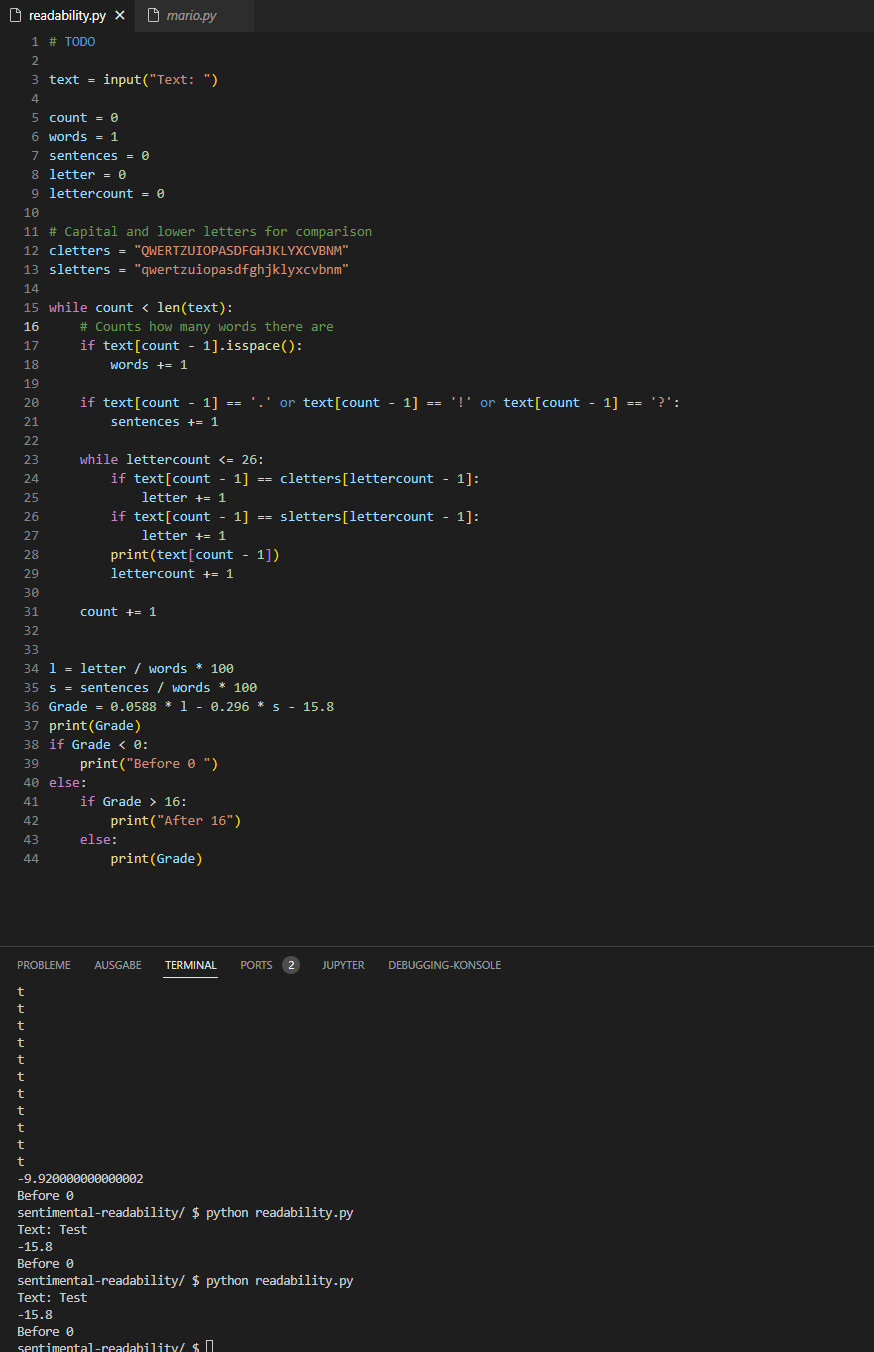 readability.py
mario.py
1 # TODO
2
3 text = input("Text: ")
4
5 count = 0
6 words = 1
7 sentences = 0
8 letter = 0
9 lettercount = 0
10
11 # Capital and lower letters for comparison
12 cletters = "QWERTZUIOPASDFGHJKLYXCVBNM"
13 sletters = "qwertzuiopasdfghjklyxcvbnm"
14
15 while count < len(text):
16     # Counts how many words there are
17     if text[count - 1].isspace():
18         words += 1
19
20     if text[count - 1] == '.' or text[count - 1] == '!' or text[count - 1] == '?':
21         sentences += 1
22
23     while lettercount <= 26:
24         if text[count - 1] == cletters[lettercount - 1]:
25             letter += 1
26         if text[count - 1] == sletters[lettercount - 1]:
27             letter += 1
28         print(text[count - 1])
29         lettercount += 1
30
31     count += 1
32
33
34 l = letter / words * 100
35 s = sentences / words * 100
36 Grade = 0.0588 * l - 0.296 * s - 15.8
37 print(Grade)
38 if Grade < 0:
39     print("Before 0 ")
40 else:
41     if Grade > 16:
42         print("After 16")
43     else:
44         print(Grade)
PROBLEME AUSGABE TERMINAL PORTS 2 JUPYTER DEBUGGING-KONSOLE
t
t
t
t
t
t
t
t
t
t
t
-9.920000000000002
Before 0
sentimental-readability/ $ python readability.py
Text: Test
-15.8
Before 0
sentimental-readability/ $ python readability.py
Text: Test
-15.8
Before 0
sentimental-readability/ $